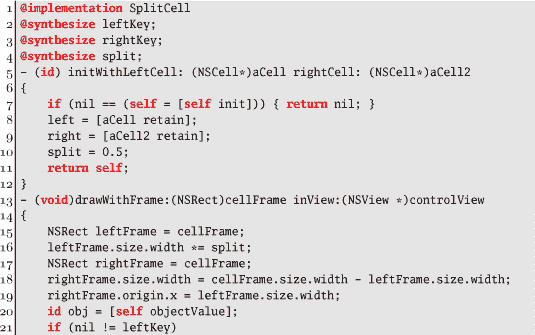 1 @implementation SplitCell
2 @synthesize leftKey;
3 @synthesize rightKey;
4 @synthesize split;
5 - (id) initWithLeftCell: (NSCell*)aCell rightCell: (NSCell*)aCell2
6 {
7     if (nil == (self = [self init])) { return nil; }
8     left = [aCell retain];
9     right = [aCell2 retain];
10     split = 0.5;
11     return self;
12 }
13 - (void)drawWithFrame:(NSRect)cellFrame inView:(NSView *)controlView
14 {
15     NSRect leftFrame = cellFrame;
16     leftFrame.size.width *= split;
17     NSRect rightFrame = cellFrame;
18     rightFrame.size.width = cellFrame.size.width - leftFrame.size.width;
19     rightFrame.origin.x = leftFrame.size.width;
20     id obj = [self objectValue];
21     if (nil != leftKey)